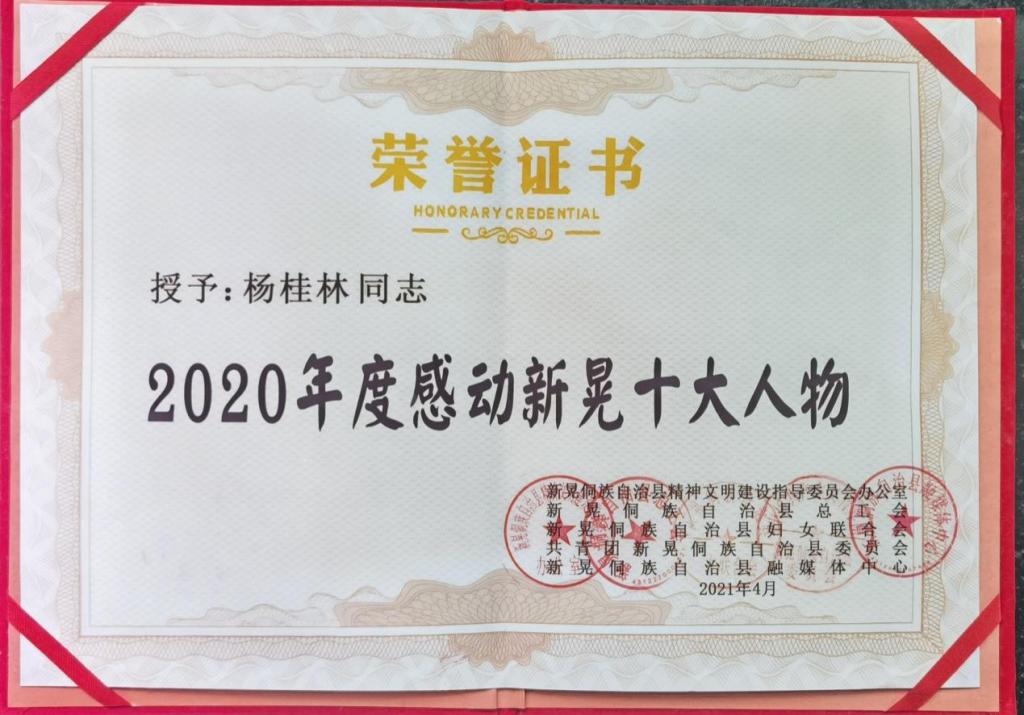 荣誉证书
HONORARY CREDENTIAL
授予：杨桂林同志
2020年度感动新晃十大人物
新晃侗族自治县精神文明建设指导委员会办公室
新晃侗族自治县总工会
新晃侗族自治县妇女联合会
共青团新晃侗族自治县委员会
新晃侗族自治县融媒体中心
2021年4月